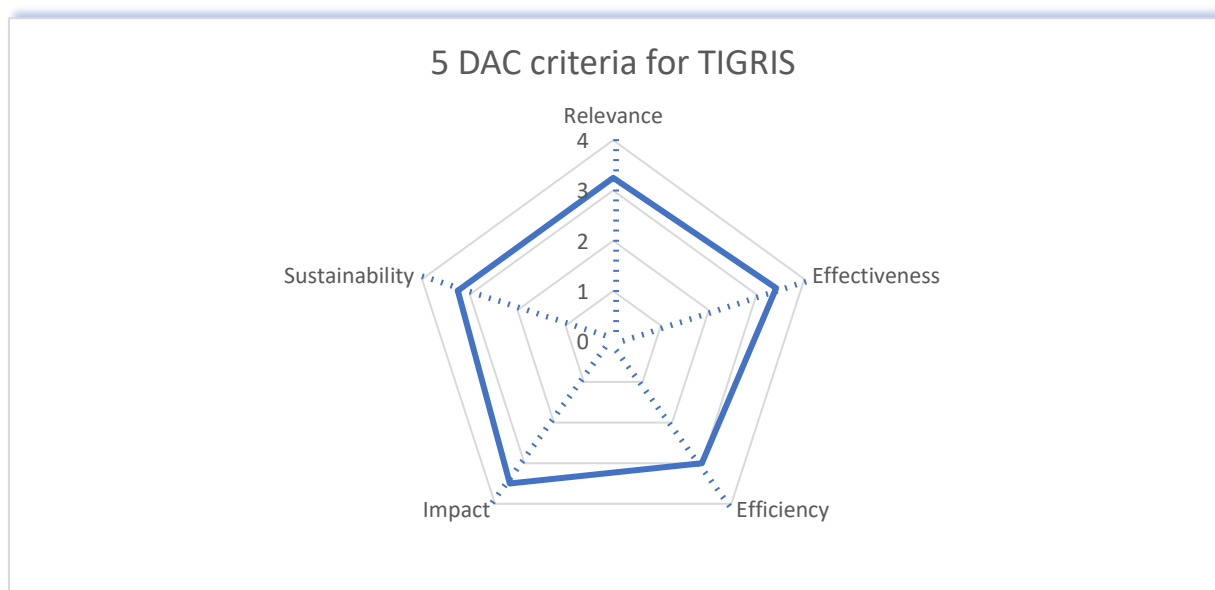 5 DAC criteria for TIGRIS
Relevance
4
3
2
1
0
Effectiveness
Sustainability
Efficiency
Impact